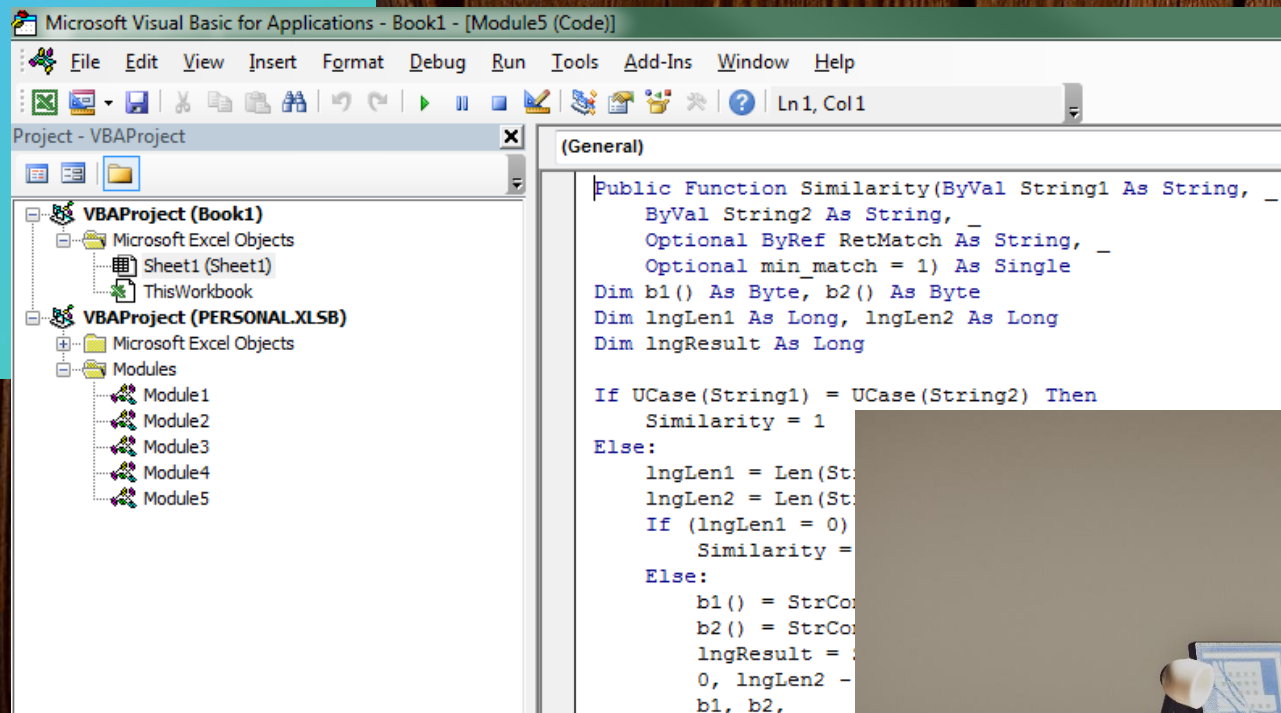 Microsoft Visual Basic for Applications - Book1 - [Module5 (Code)]
File Edit View Insert Format Debug Run Tools Add-Ins Window Help
Ln 1, Col 1
Project - VBAProject
(General)
VBAProject (Book1)
Microsoft Excel Objects
Sheet1 (Sheet1)
ThisWorkbook
VBAProject (PERSONAL.XLSB)
Microsoft Excel Objects
Modules
Module1
Module2
Module3
Module4
Module5
Public Function Similarity(ByVal String1 As String, _
ByVal String2 As String, _
Optional ByRef RetMatch As String, _
Optional min_match = 1) As Single
Dim b1() As Byte, b2() As Byte
Dim lngLen1 As Long, lngLen2 As Long
Dim lngResult As Long
If UCase(String1) = UCase(String2) Then
Similarity = 1
Else:
lngLen1 = Len(
lngLen2 = Len(
If (lngLen1 = 0)
Similarity =
Else:
b1() =
b2() =
lngResult =
0, lngLen2 -
b1, b2,